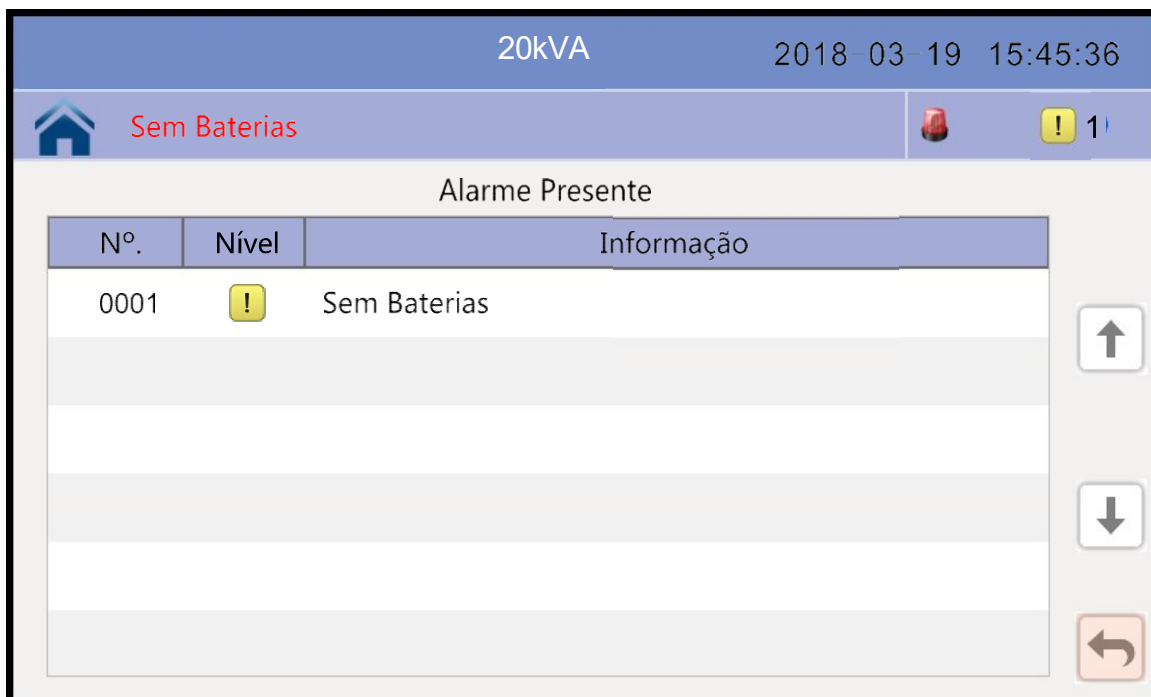 20kVA 2018-03-19 15:45:36
Sem Baterias ! 1
Alarme Presente
Nº. Nível Informação
0001 ! Sem Baterias